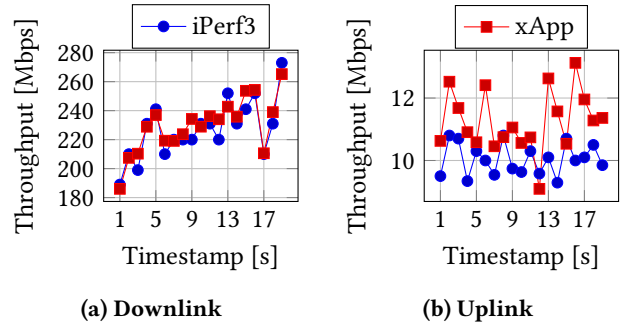 iPerf3
xApp
Throughput [Mbps]
280
260
240
220
200
180
1 5 9 13 17
Timestamp [s]
(a) Downlink
Throughput [Mbps]
12
10
1 5 9 13 17
Timestamp [s]
(b) Uplink